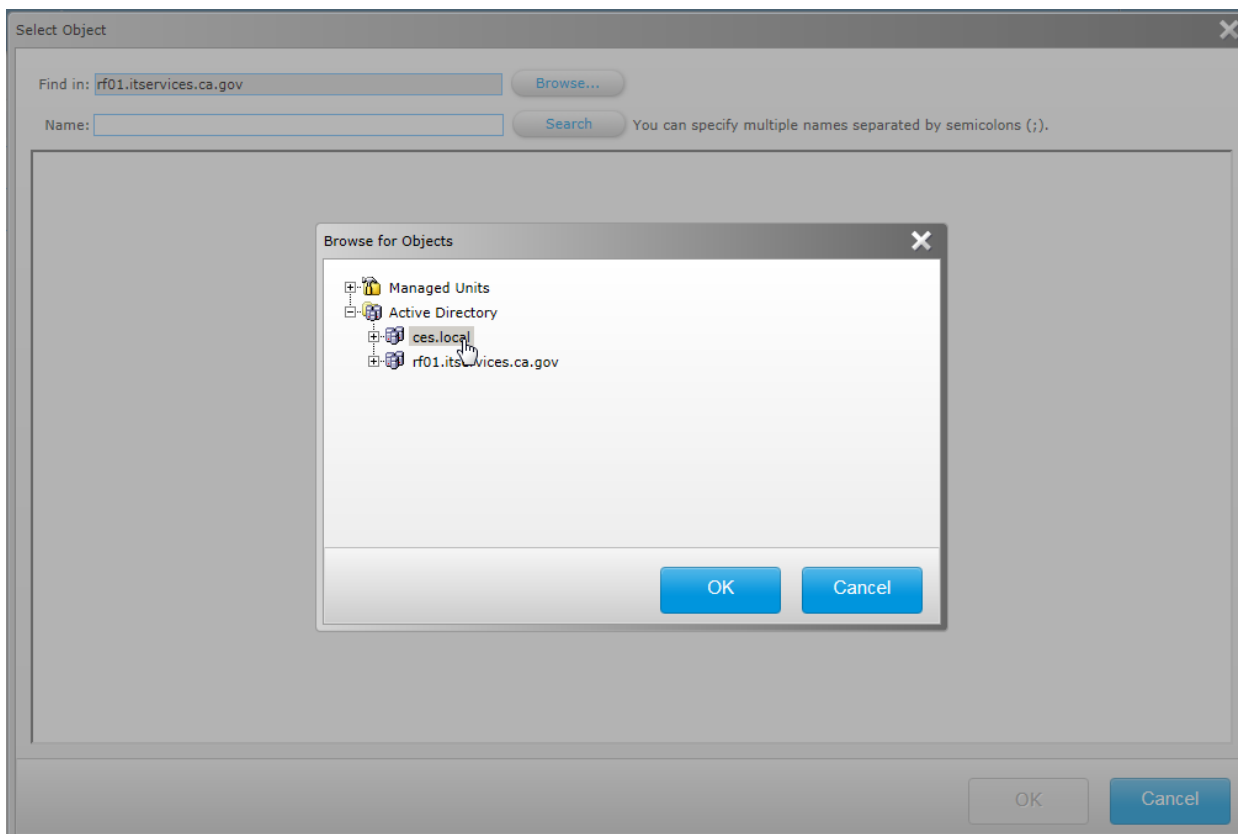 Select Object
Find in: rf01.itservices.ca.gov Browse...
Name: Search You can specify multiple names separated by semicolons (;).
Browse for Objects
Managed Units
Active Directory
ces.local
rf01.itservices.ca.gov
OK Cancel
OK Cancel